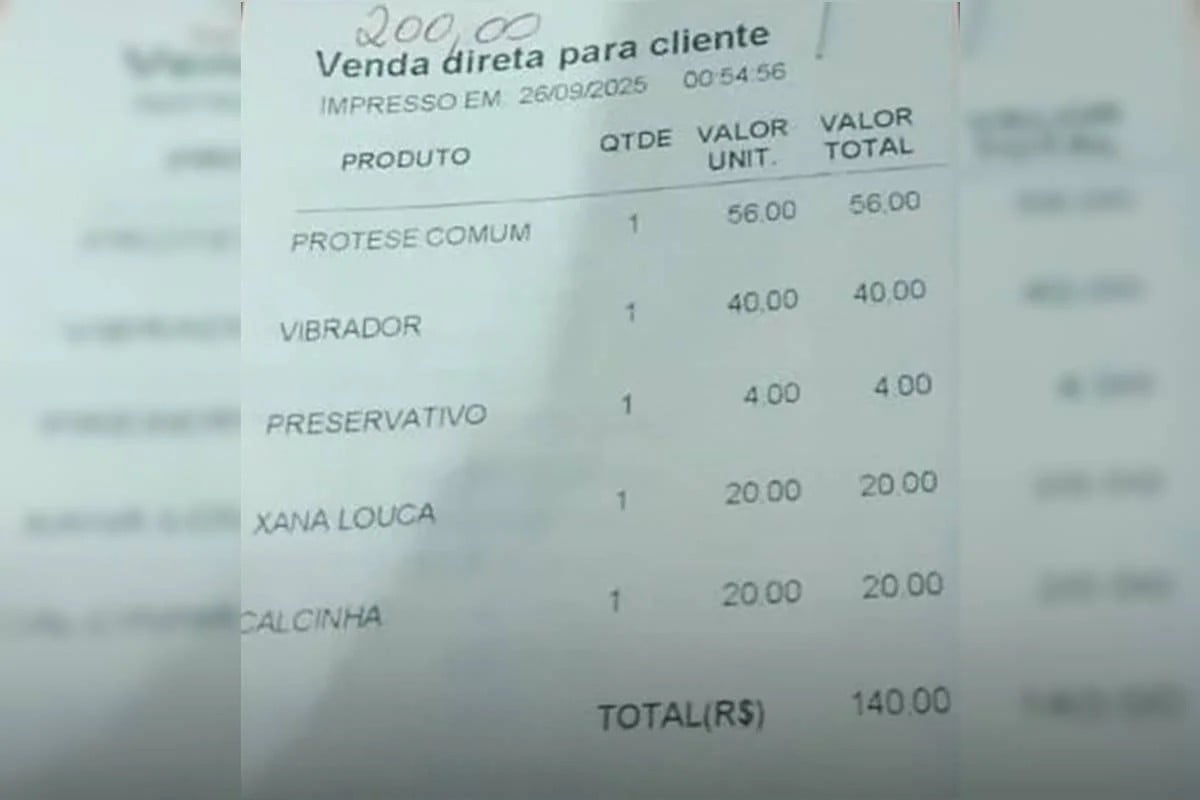 200,00
Venda direta para cliente
IMPRESSO EM 26/09/2025 00:54:56
PRODUTO QTDE VALOR UNIT. VALOR TOTAL
PROTESE COMUM 1 56,00 56,00
VIBRADOR 1 40,00 40,00
PRESERVATIVO 1 4,00 4,00
XANA LOUCA 1 20,00 20,00
CALCINHA 1 20,00 20,00
TOTAL(R$) 140,00